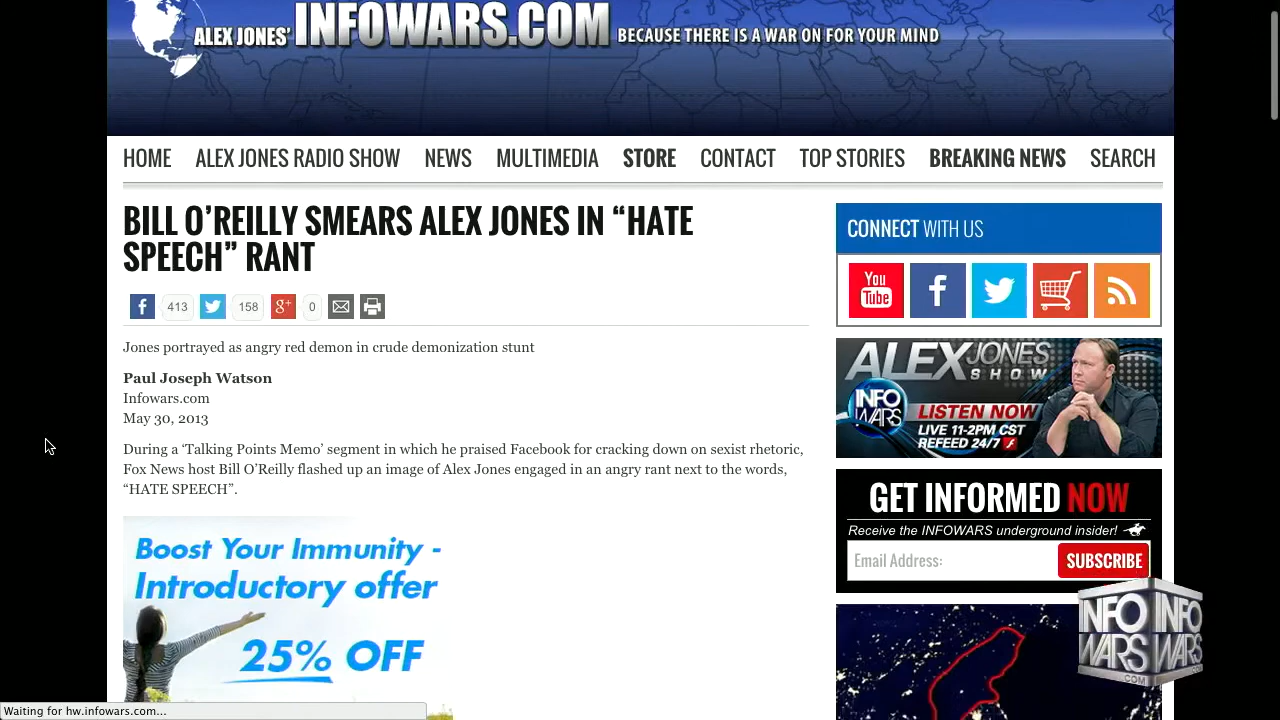 ALEX JONES' INFOWARS.COM BECAUSE THERE IS A WAR ON FOR YOUR MIND
HOME ALEX JONES RADIO SHOW NEWS MULTIMEDIA STORE CONTACT TOP STORIES BREAKING NEWS SEARCH
BILL O’REILLY SMEARS ALEX JONES IN “HATE
SPEECH” RANT
413 158 g+ 0
Jones portrayed as angry red demon in crude demonization stunt
Paul Joseph Watson
Infowars.com
May 30, 2013
During a ‘Talking Points Memo’ segment in which he praised Facebook for cracking down on sexist rhetoric,
Fox News host Bill O’Reilly flashed up an image of Alex Jones engaged in an angry rant next to the words,
“HATE SPEECH”.
Boost Your Immunity -
Introductory offer
25% OFF
CONNECT WITH US
You
Tube
ALEX JONES
SHOW
INFO
WARS
LISTEN NOW
LIVE 11-2PM CST
REFEED 24/7
GET INFORMED NOW
Receive the INFOWARS underground insider!
Email Address: SUBSCRIBE
INFO INFO
WARS WARS
.COM
Waiting for hw.infowars.com...